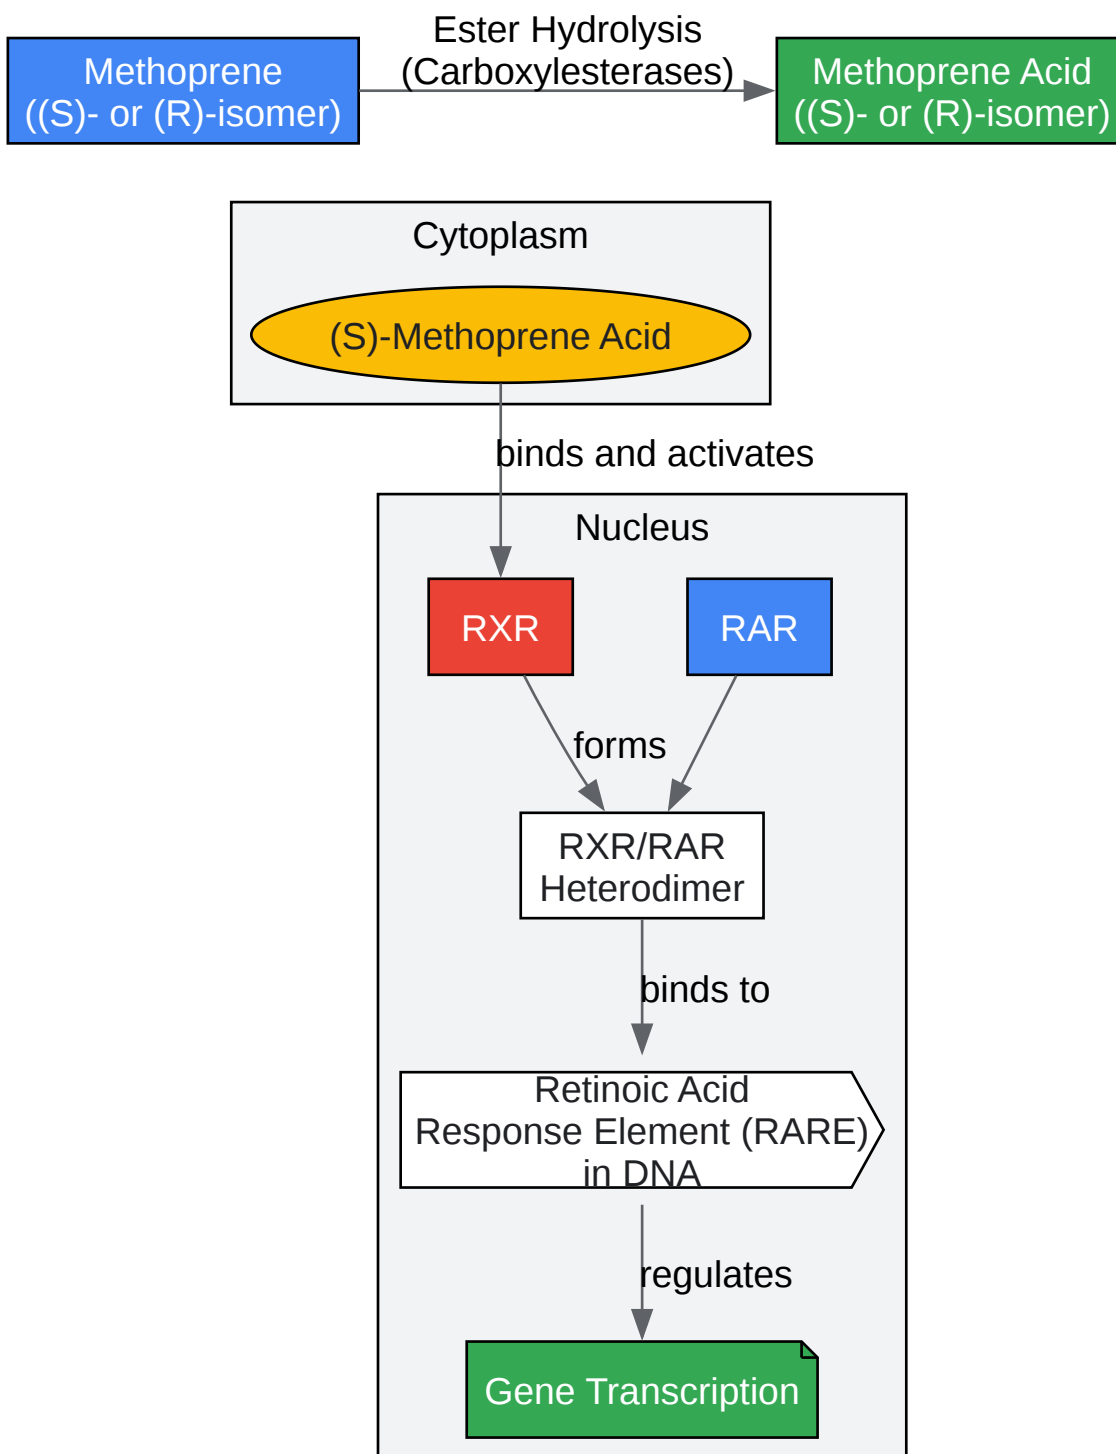 Ester Hydrolysis
(Carboxylesterases)
Methoprene
((S)- or (R)-isomer)
Methoprene Acid
((S)- or (R)-isomer)
Cytoplasm
(S)-Methoprene Acid
binds and activates
Nucleus
RXR
RAR
forms
RXR/RAR
Heterodimer
binds to
Retinoic Acid
Response Element (RARE)
in DNA
regulates
Gene Transcription